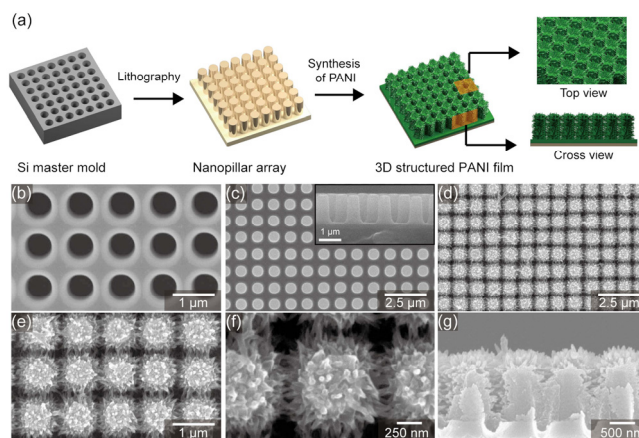 (a)
Lithography
Synthesis
of PANI
Top view
Cross view
Si master mold
Nanopillar array
3D structured PANI film
(b)
1 µm
(c)
1 µm
2.5 µm
(d)
2.5 µm
(e)
1 µm
(f)
250 nm
(g)
500 nm